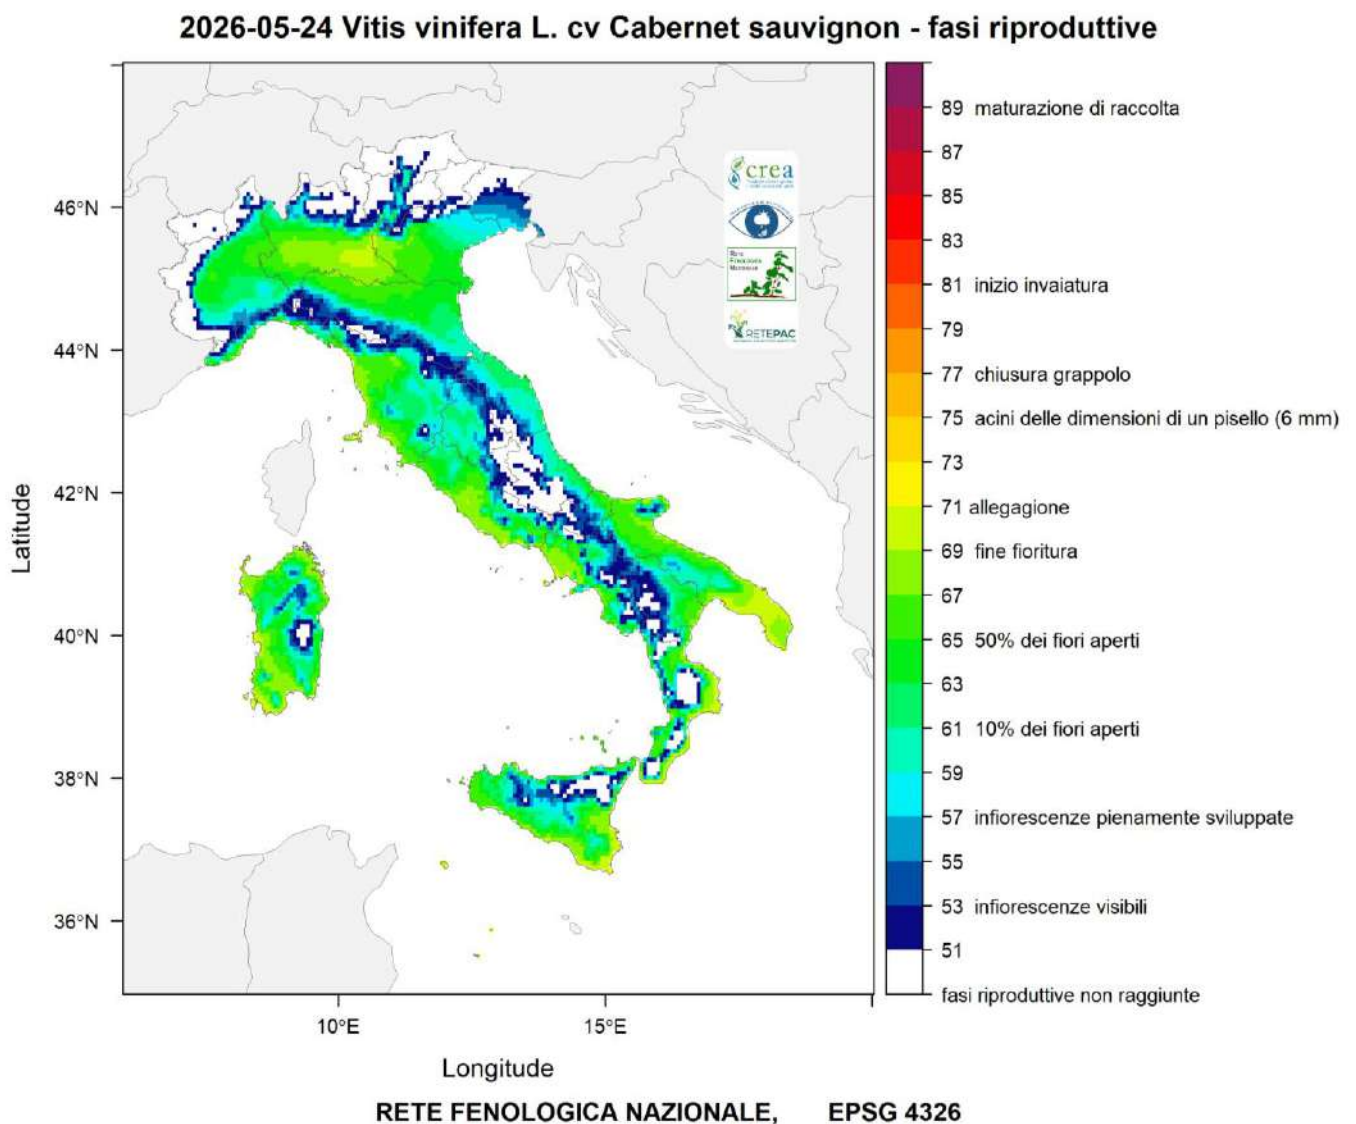 2026-05-24 Vitis vinifera L. cv Cabernet sauvignon - fasi riproduttive
89 maturazione di raccolta
87
85
83
81 inizio invaiatura
79
77 chiusura grappolo
75 acini delle dimensioni di un pisello (6 mm)
73
71 allegagione
69 fine fioritura
67
65 50% dei fiori aperti
63
61 10% dei fiori aperti
59
57 infiorescenze pienamente sviluppate
55
53 infiorescenze visibili
51
fasi riproduttive non raggiunte
crea
Rete
Fenologica
Nazionale
RETEPAC
46°N
44°N
42°N
40°N
38°N
36°N
Latitude
10°E
15°E
Longitude
RETE FENOLOGICA NAZIONALE, EPSG 4326